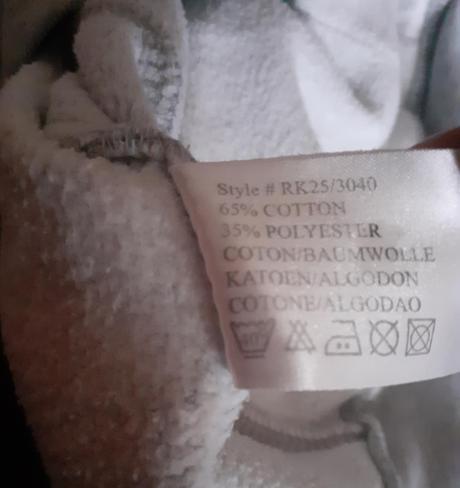 Style # RK25/3040
65% COTTON
35% POLYESTER
COTON/BAUMWOLLE
KATOEN/ALGODON
COTONE/ALGODAO